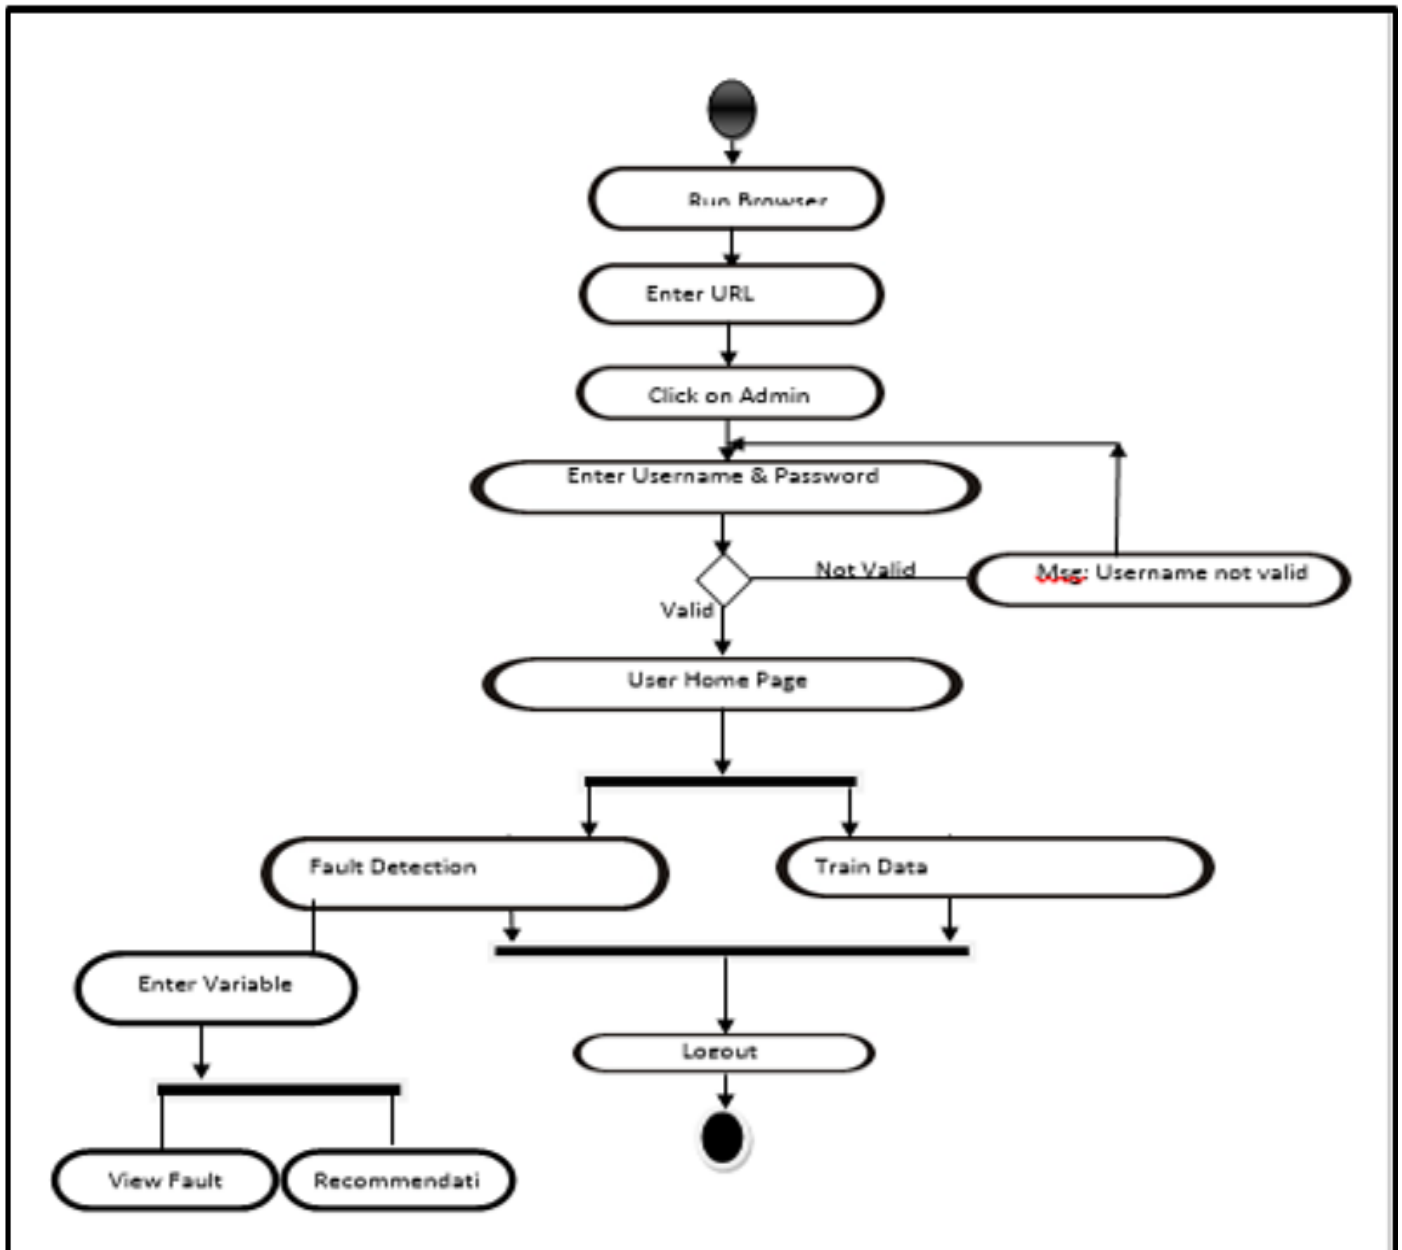 Run Browser
Enter URL
Click on Admin
Enter Username & Password
Not Valid
Msg: Username not valid
Valid
User Home Page
Fault Detection
Train Data
Enter Variable
Logout
View Fault
Recommendati